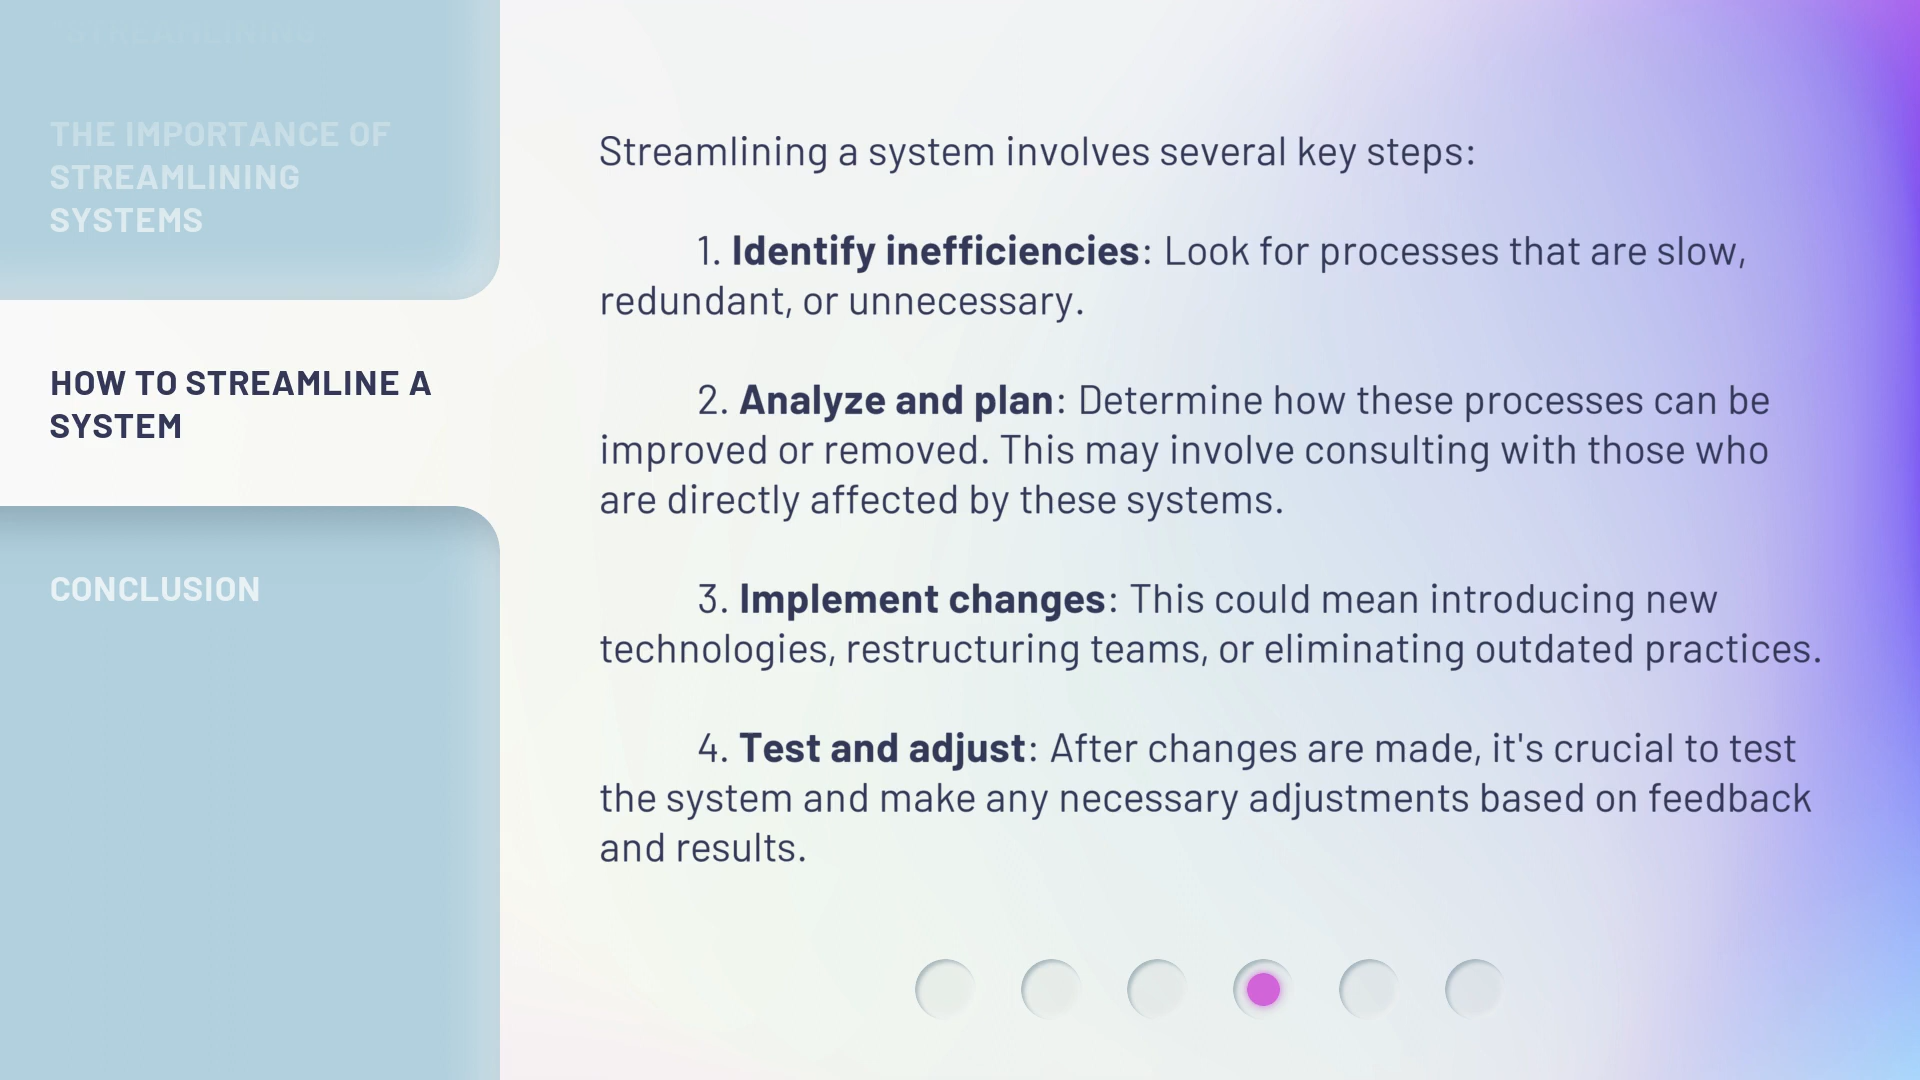 STREAMLINING
THE IMPORTANCE OF
STREAMLINING
SYSTEMS
HOW TO STREAMLINE A
SYSTEM
CONCLUSION
Streamlining a system involves several key steps:
1. Identify inefficiencies: Look for processes that are slow,
redundant, or unnecessary.
2. Analyze and plan: Determine how these processes can be
improved or removed. This may involve consulting with those who
are directly affected by these systems.
3. Implement changes: This could mean introducing new
technologies, restructuring teams, or eliminating outdated practices.
4. Test and adjust: After changes are made, it's crucial to test
the system and make any necessary adjustments based on feedback
and results.